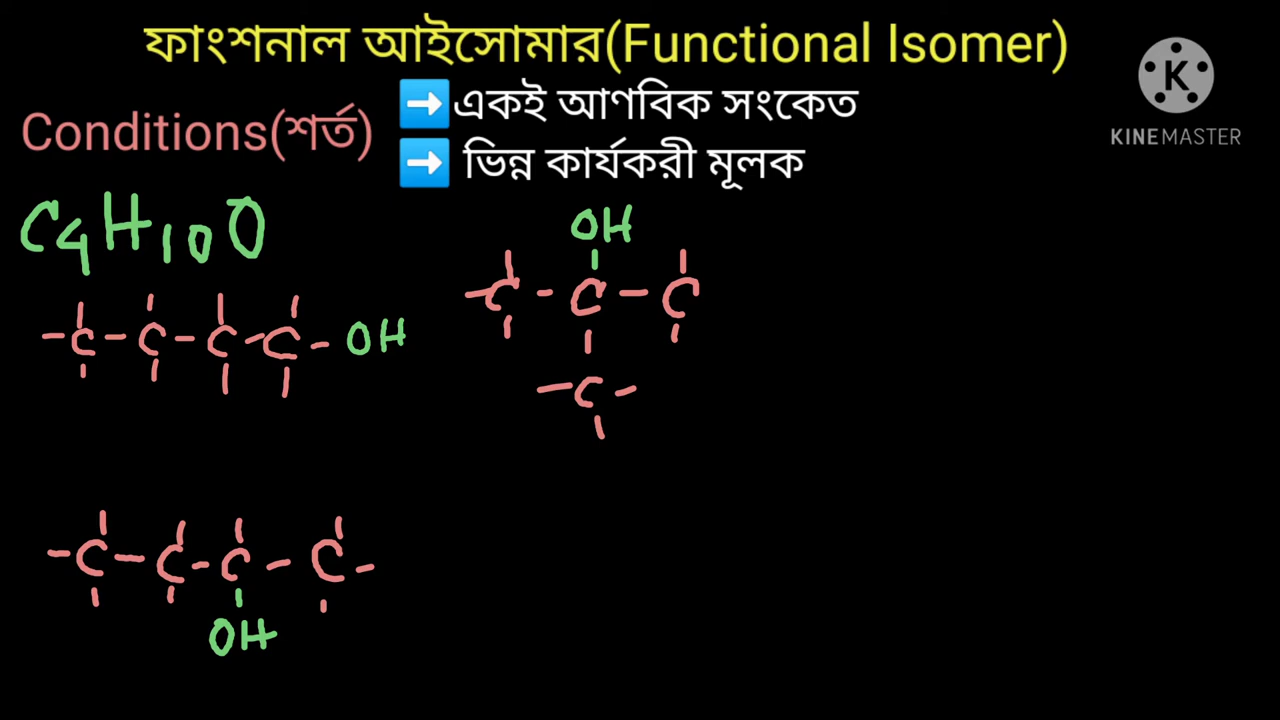 ফাংশনাল আইসোমার(Functional Isomer)
Conditions(শর্ত)
➡একই আণবিক সংকেত
➡ ভিন্ন কার্যকরী মূলক
K
KINEMASTER
C4H10O
- C - C - C - C - OH
OH
- C - C - C
- C -
- C - C - C - C -
OH